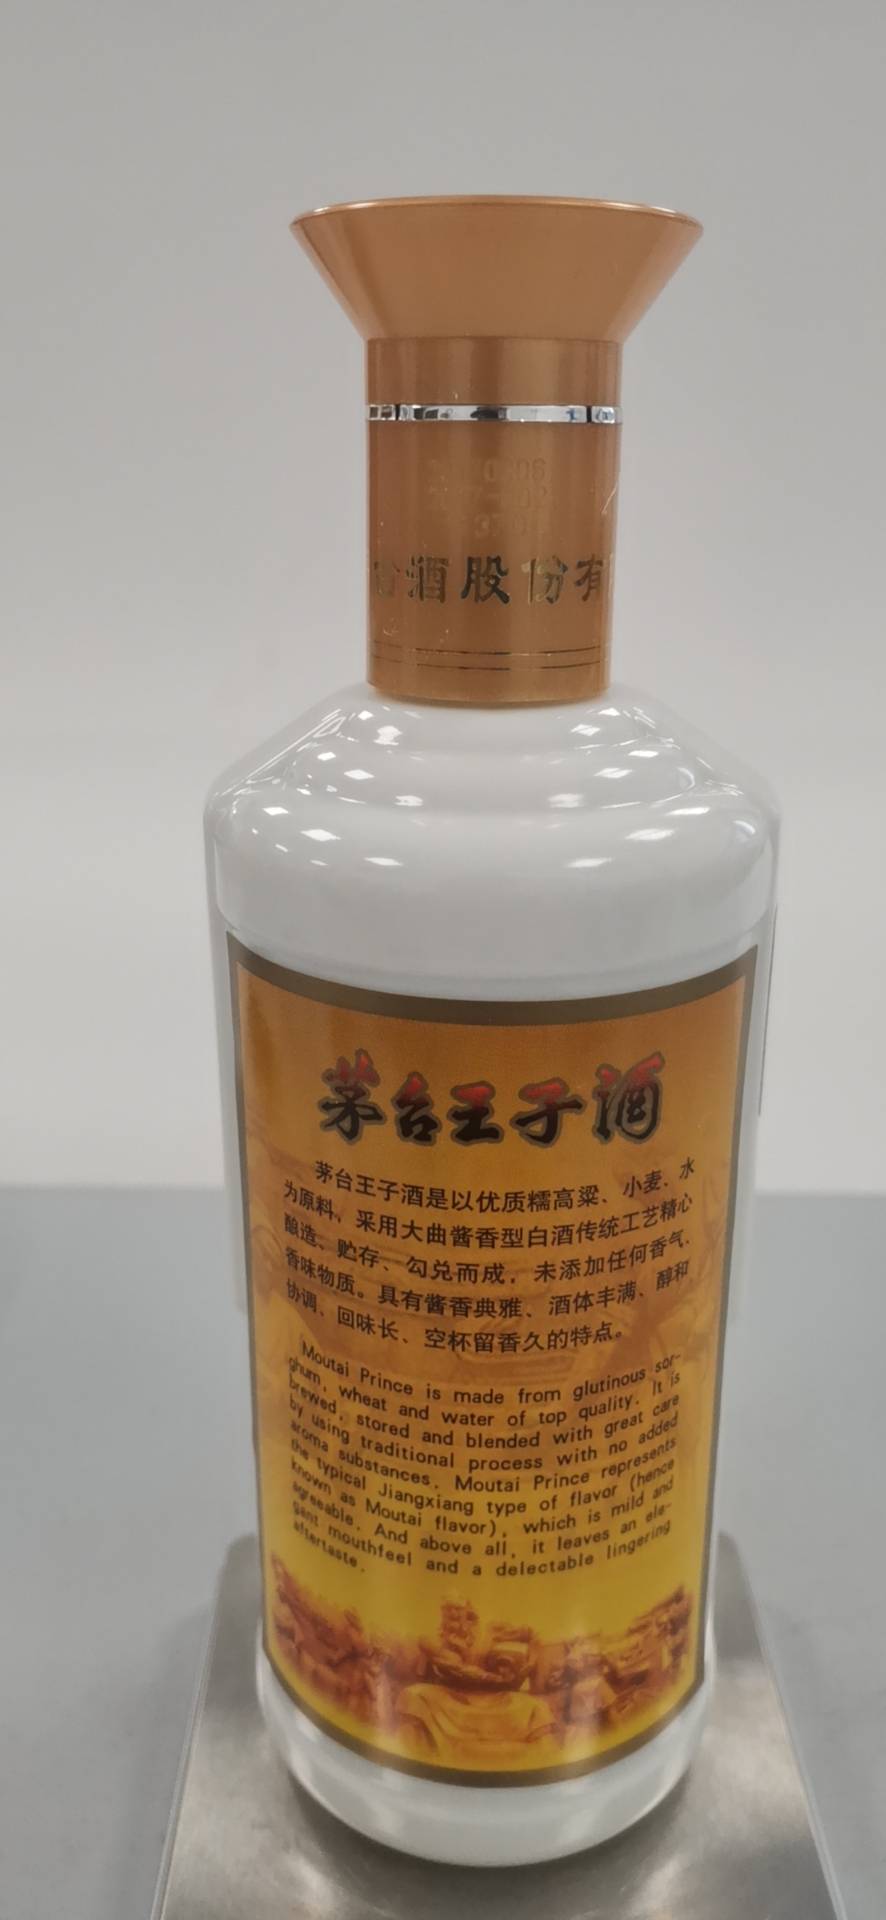 台酒股份有
茅台王子酒
茅台王子酒是以优质糯高粱、小麦、水
为原料，采用大曲酱香型白酒传统工艺精心
酿造、贮存、勾兑而成，未添加任何香气、
香味物质。具有酱香典雅、酒体丰满、醇和
协调、回味长、空杯留香久的特点。
Moutai Prince is made from glutinous sor-
ghum, wheat and water of top quality. It is
brewed, stored and blended with great care
by using traditional process with no added
aroma substances. Moutai Prince represents
the typical Jiangxiang type of flavor (hence
known as Moutai flavor), which is mild and
agreeable. And above all, it leaves an ele-
gant mouthfeel and a delectable lingering
aftertaste.